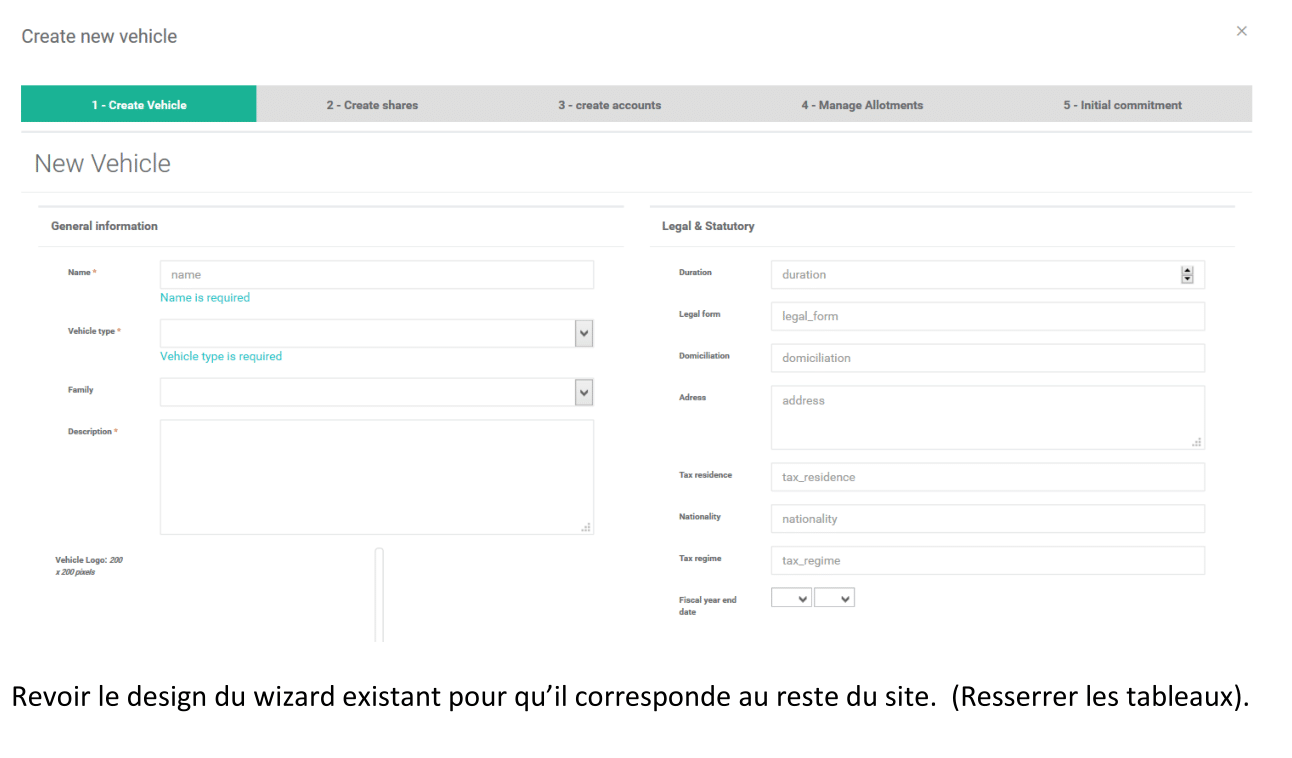 Create new vehicle
×
1 - Create Vehicle
2 - Create shares
3 - create accounts
4 - Manage Allotments
5 - Initial commitment
New Vehicle
General information
Name *
name
Name is required
Vehicle type *
Vehicle type is required
Family
Description *
Vehicle Logo: 200
x 200 pixels
Legal & Statutory
Duration
duration
Legal form
legal_form
Domiciliation
domiciliation
Adress
address
Tax residence
tax_residence
Nationality
nationality
Tax regime
tax_regime
Fiscal year end
date
Revoir le design du wizard existant pour qu’il corresponde au reste du site.  (Resserrer les tableaux).